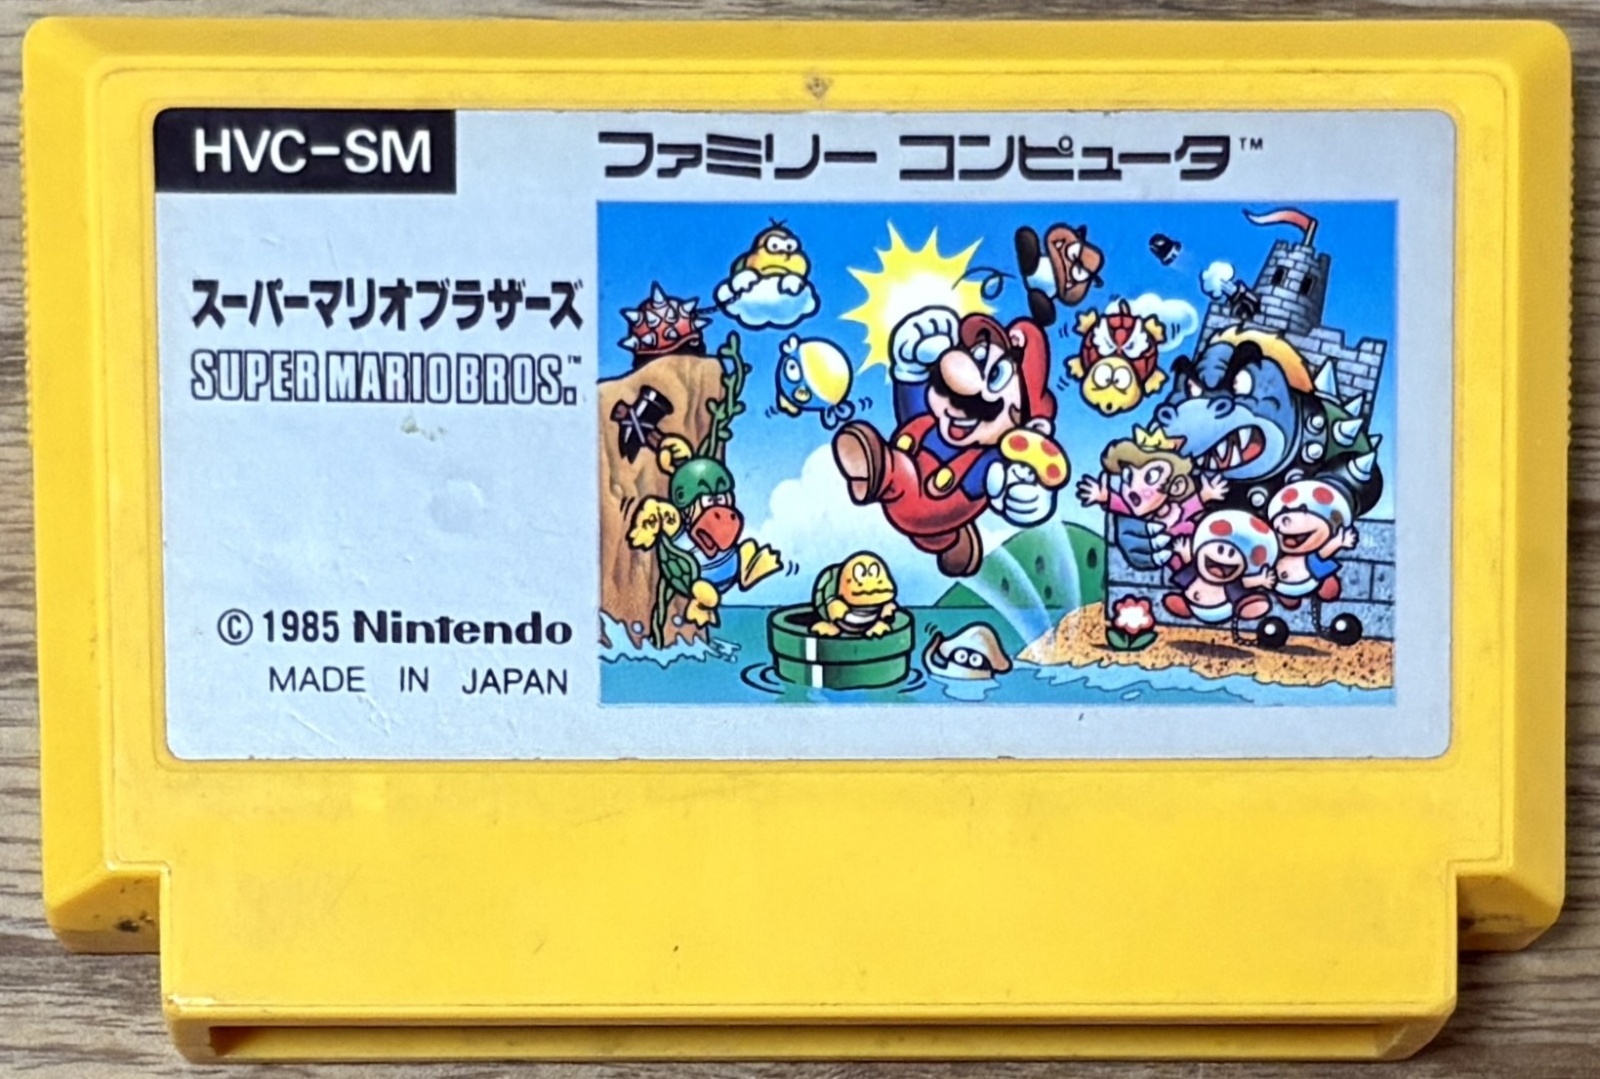 HVC-SM
ファミリー コンピュータ™
スーパーマリオブラザーズ
SUPER MARIO BROS.™
© 1985 Nintendo
MADE IN JAPAN